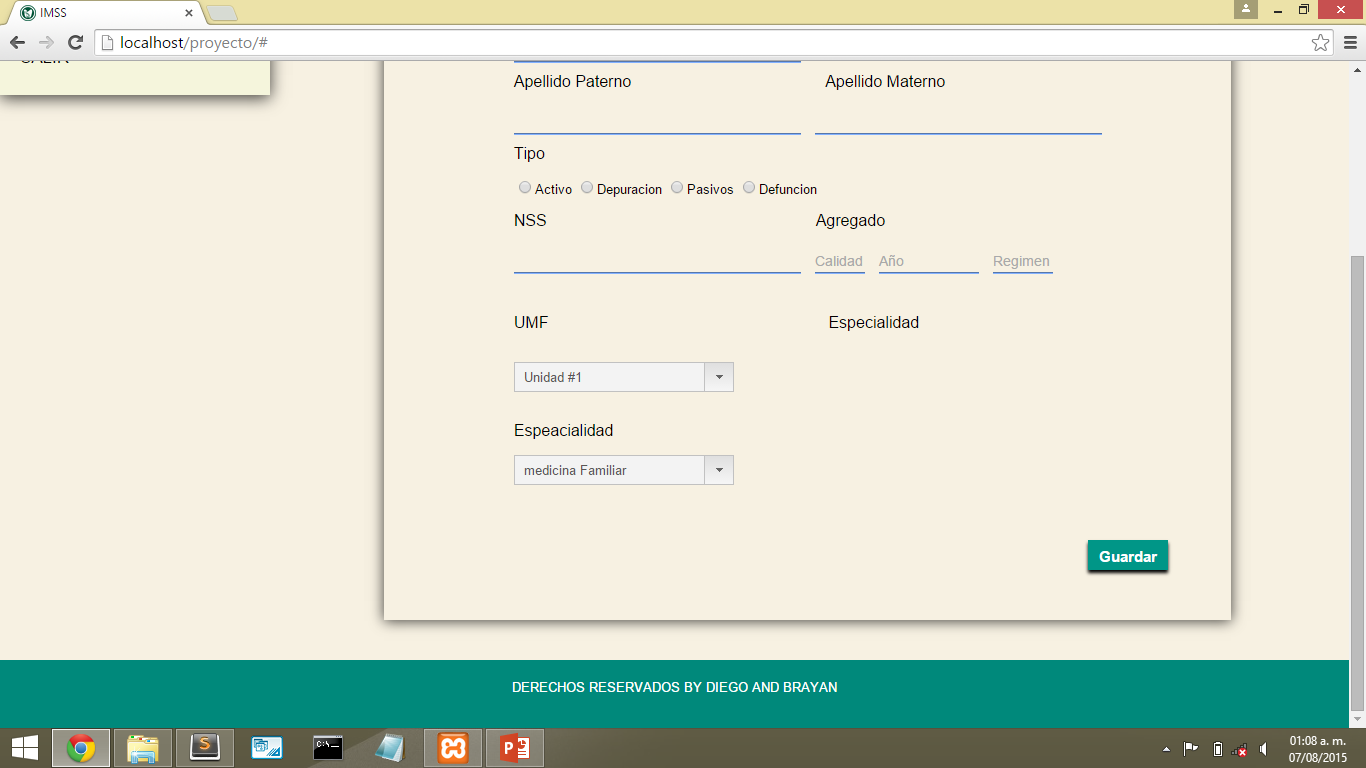 IMSS
localhost/proyecto/#
Apellido Paterno
Apellido Materno
Tipo
Activo Depuracion Pasivos Defuncion
NSS
Agregado
Calidad Año Regimen
UMF
Especialidad
Unidad #1
Espeacialidad
medicina Familiar
Guardar
DERECHOS RESERVADOS BY DIEGO AND BRAYAN
01:08 a. m.
07/08/2015